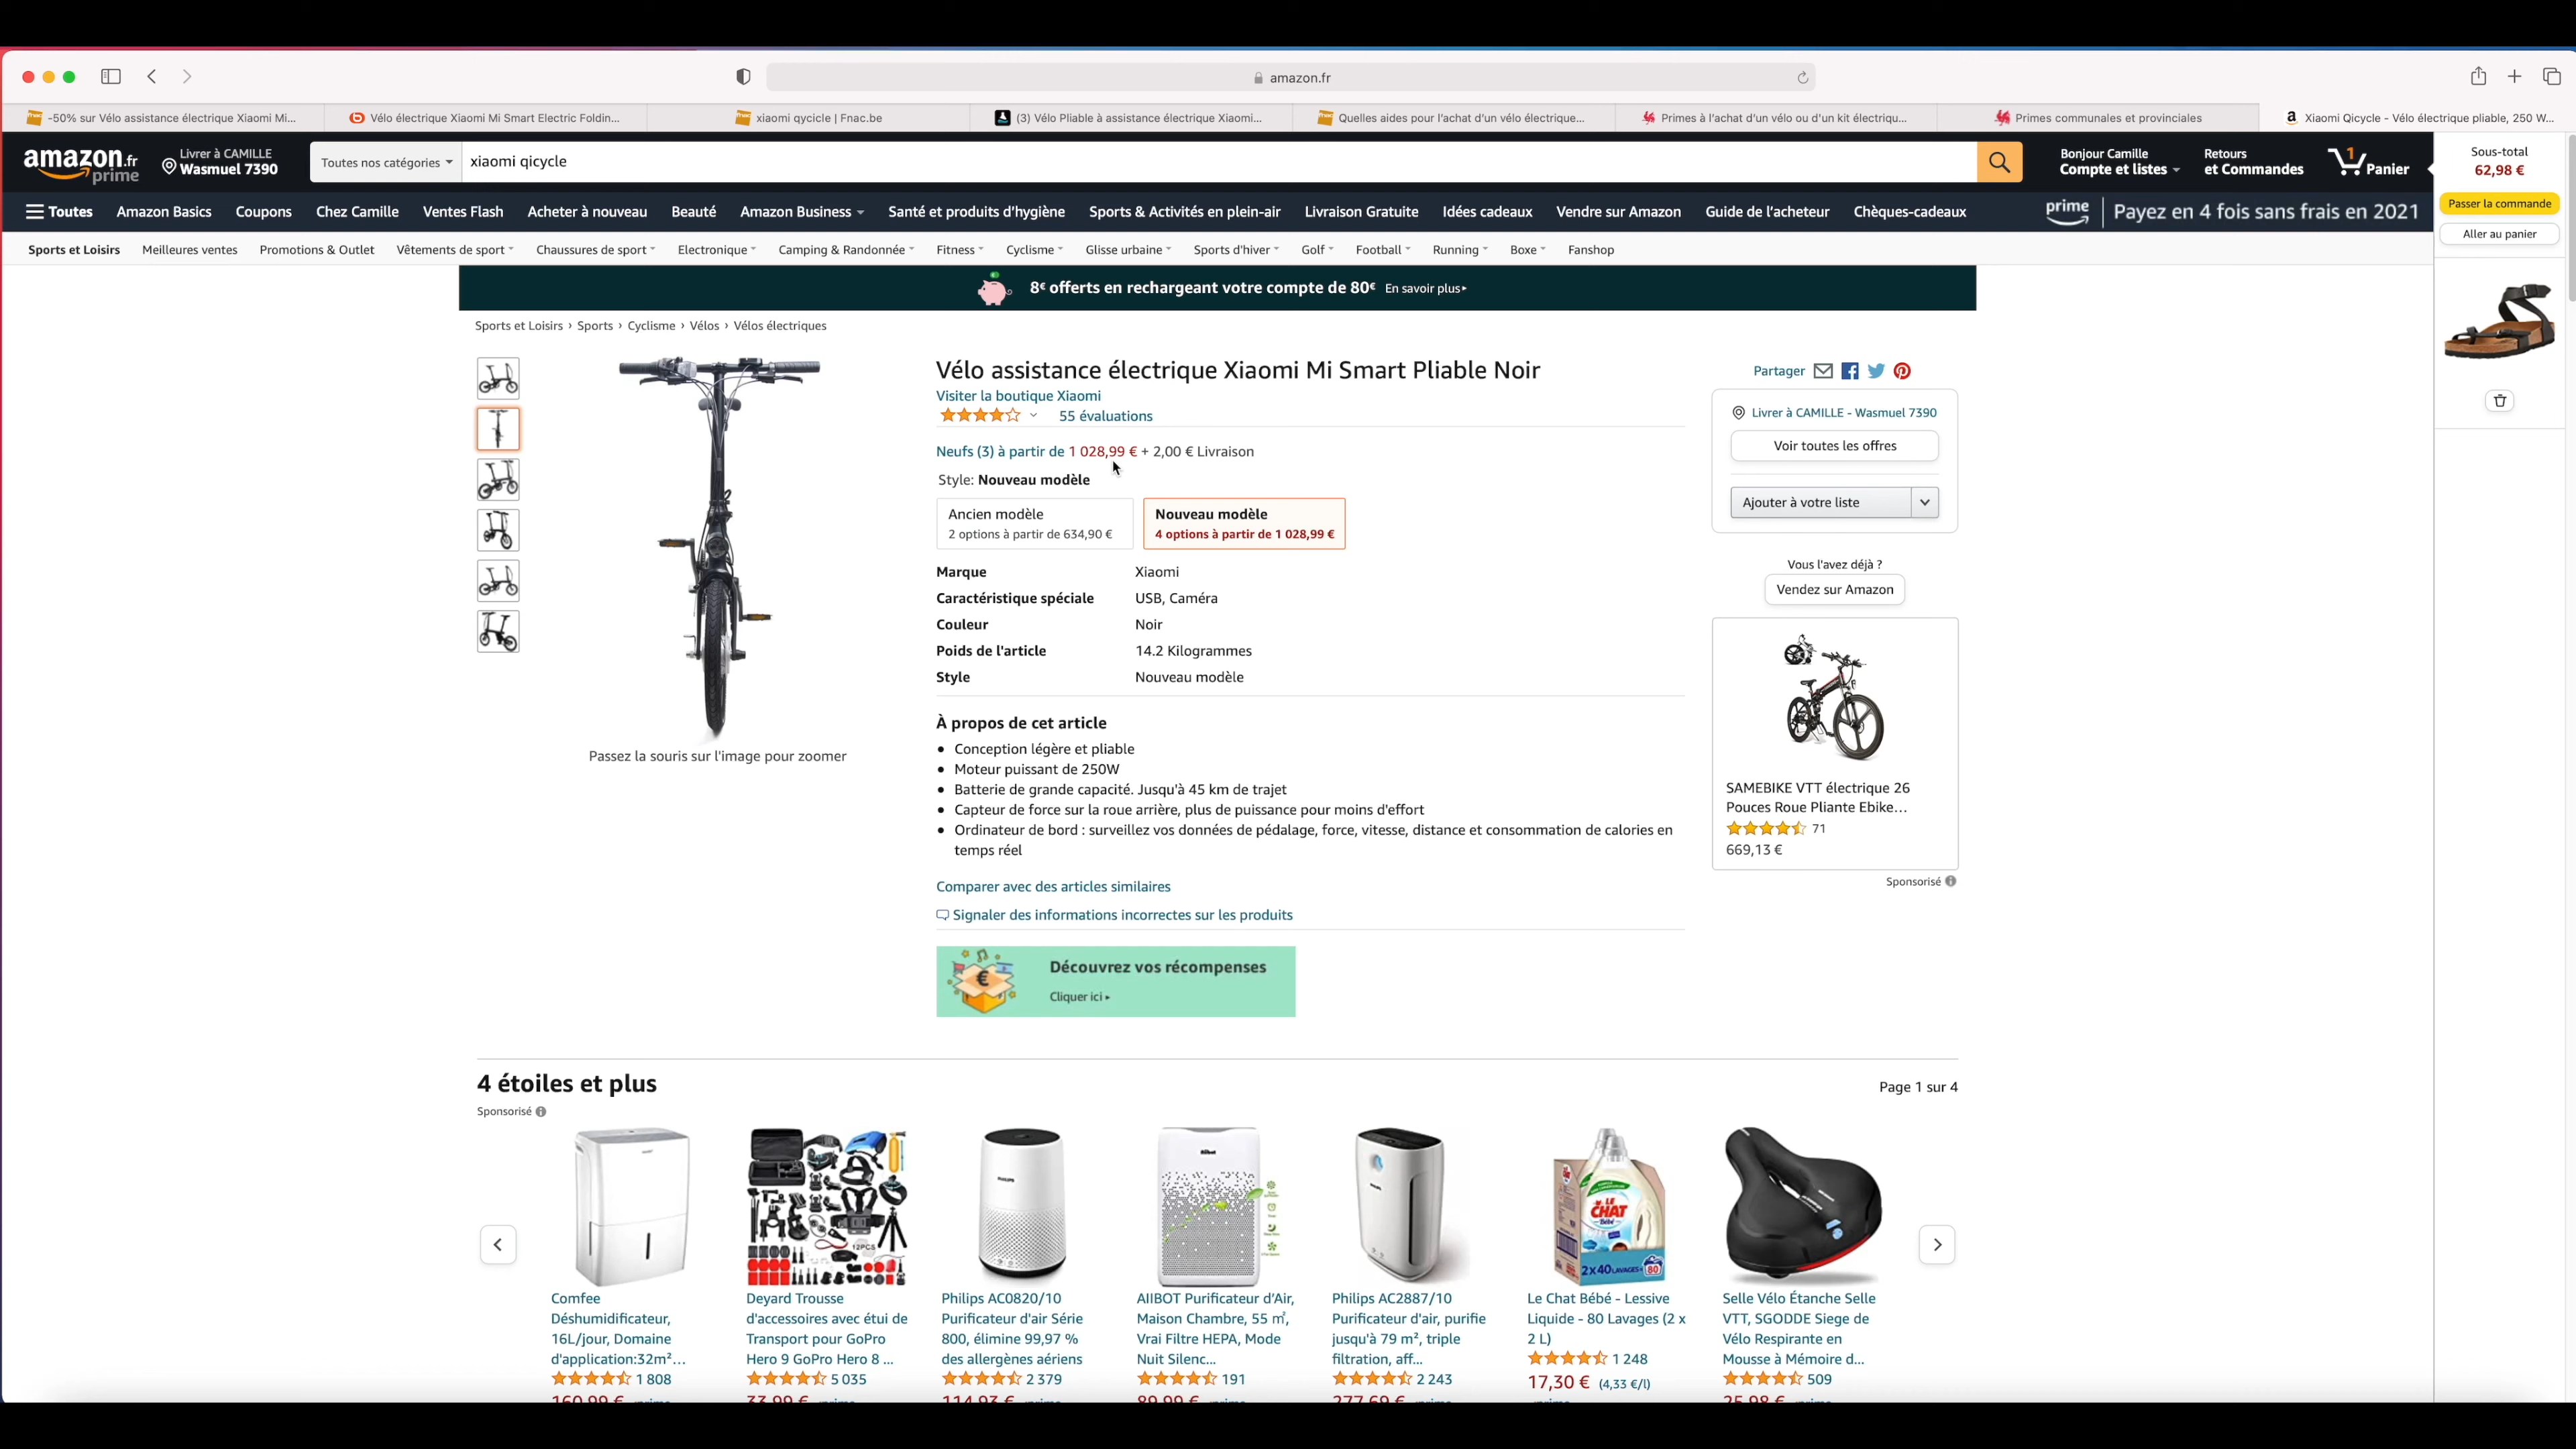 amazon.fr
-50% sur Vélo assistance électrique Xiaomi Mi...
Vélo électrique Xiaomi Mi Smart Electric Foldin...
xiaomi qycicle | Fnac.be
(3) Vélo Pliable à assistance électrique Xiaomi...
Quelles aides pour l'achat d'un vélo électrique...
Primes à l'achat d'un vélo ou d'un kit électriqu...
Primes communales et provinciales
Xiaomi Qicycle - Vélo électrique pliable, 250 W...
amazon.fr
prime
Livrer à CAMILLE
Wasmuel 7390
Toutes nos catégories
xiaomi qicycle
Bonjour Camille
Compte et listes
Retours
et Commandes
1
Panier
Sous-total
62,98 €
Passer la commande
Aller au panier
Toutes
Amazon Basics
Coupons
Chez Camille
Ventes Flash
Acheter à nouveau
Beauté
Amazon Business
Santé et produits d'hygiène
Sports & Activités en plein-air
Livraison Gratuite
Idées cadeaux
Vendre sur Amazon
Guide de l'acheteur
Chèques-cadeaux
prime
Payez en 4 fois sans frais en 2021
Sports et Loisirs
Meilleures ventes
Promotions & Outlet
Vêtements de sport
Chaussures de sport
Electronique
Camping & Randonnée
Fitness
Cyclisme
Glisse urbaine
Sports d'hiver
Golf
Football
Running
Boxe
Fanshop
8€ offerts en rechargeant votre compte de 80€ En savoir plus▸
Sports et Loisirs › Sports › Cyclisme › Vélos › Vélos électriques
Passez la souris sur l'image pour zoomer
Vélo assistance électrique Xiaomi Mi Smart Pliable Noir
Visiter la boutique Xiaomi
55 évaluations
Neufs (3) à partir de 1 028,99 € + 2,00 € Livraison
Style: Nouveau modèle
Ancien modèle
2 options à partir de 634,90 €
Nouveau modèle
4 options à partir de 1 028,99 €
Marque Xiaomi
Caractéristique spéciale USB, Caméra
Couleur Noir
Poids de l'article 14.2 Kilogrammes
Style Nouveau modèle
À propos de cet article
• Conception légère et pliable
• Moteur puissant de 250W
• Batterie de grande capacité. Jusqu'à 45 km de trajet
• Capteur de force sur la roue arrière, plus de puissance pour moins d'effort
• Ordinateur de bord : surveillez vos données de pédalage, force, vitesse, distance et consommation de calories en
temps réel
Comparer avec des articles similaires
Signaler des informations incorrectes sur les produits
€
Découvrez vos récompenses
Cliquer ici ▸
Partager
Livrer à CAMILLE - Wasmuel 7390
Voir toutes les offres
Ajouter à votre liste
Vous l'avez déjà ?
Vendez sur Amazon
SAMEBIKE VTT électrique 26
Pouces Roue Pliante Ebike...
71
669,13 €
Sponsorisé
4 étoiles et plus
Page 1 sur 4
Sponsorisé
12PCS
PHILIPS
LE CHAT
Bébé
2x40 LAVAGES
80
Comfee
Déshumidificateur,
16L/jour, Domaine
d'application:32m²...
1 808
160,99 € prime
Deyard Trousse
d'accessoires avec étui de
Transport pour GoPro
Hero 9 GoPro Hero 8 ...
5 035
33,99 € prime
Philips AC0820/10
Purificateur d'air Série
800, élimine 99,97 %
des allergènes aériens
2 379
114,93 € prime
AIIBOT Purificateur d'Air,
Maison Chambre, 55 m²,
Vrai Filtre HEPA, Mode
Nuit Silenc...
191
89,99 € prime
Philips AC2887/10
Purificateur d'air, purifie
jusqu'à 79 m², triple
filtration, aff...
2 243
277,69 € prime
Le Chat Bébé - Lessive
Liquide - 80 Lavages (2 x
2 L)
1 248
17,30 € (4,33 €/l)
prime
Selle Vélo Étanche Selle
VTT, SGODDE Siege de
Vélo Respirante en
Mousse à Mémoire d...
509
25,98 € prime